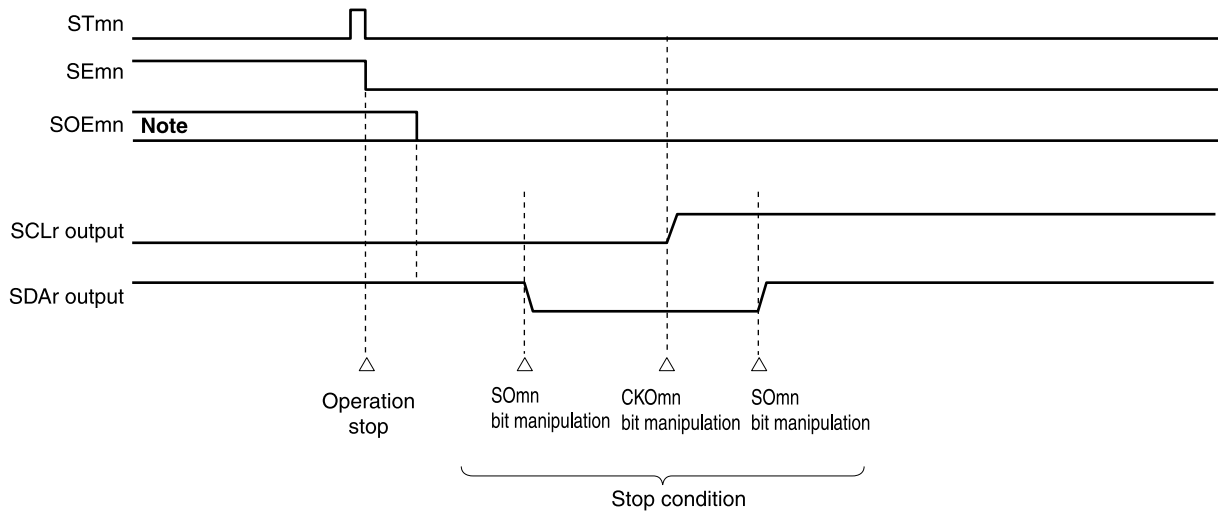 STmn
SEmn
SOEmn
Note
SCLr output
SDAr output
Operation
stop
SOmn
bit manipulation
CKOmn
bit manipulation
SOmn
bit manipulation
Stop condition